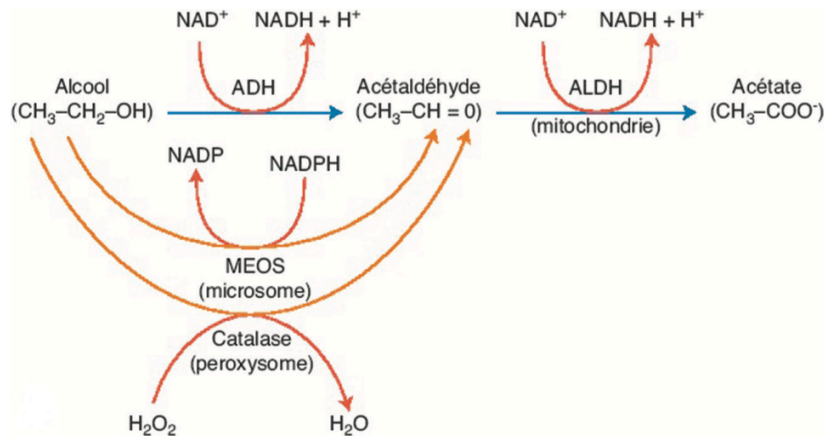 NAD⁺ NADH + H⁺ NAD⁺ NADH + H⁺
Alcool ADH Acétaldéhyde ALDH Acétate
(CH₃–CH₂–OH) (CH₃–CH = 0) (mitochondrie) (CH₃–COO⁻)
NADP NADPH
MEOS
(microsome)
Catalase
(peroxysome)
H₂O₂ H₂O